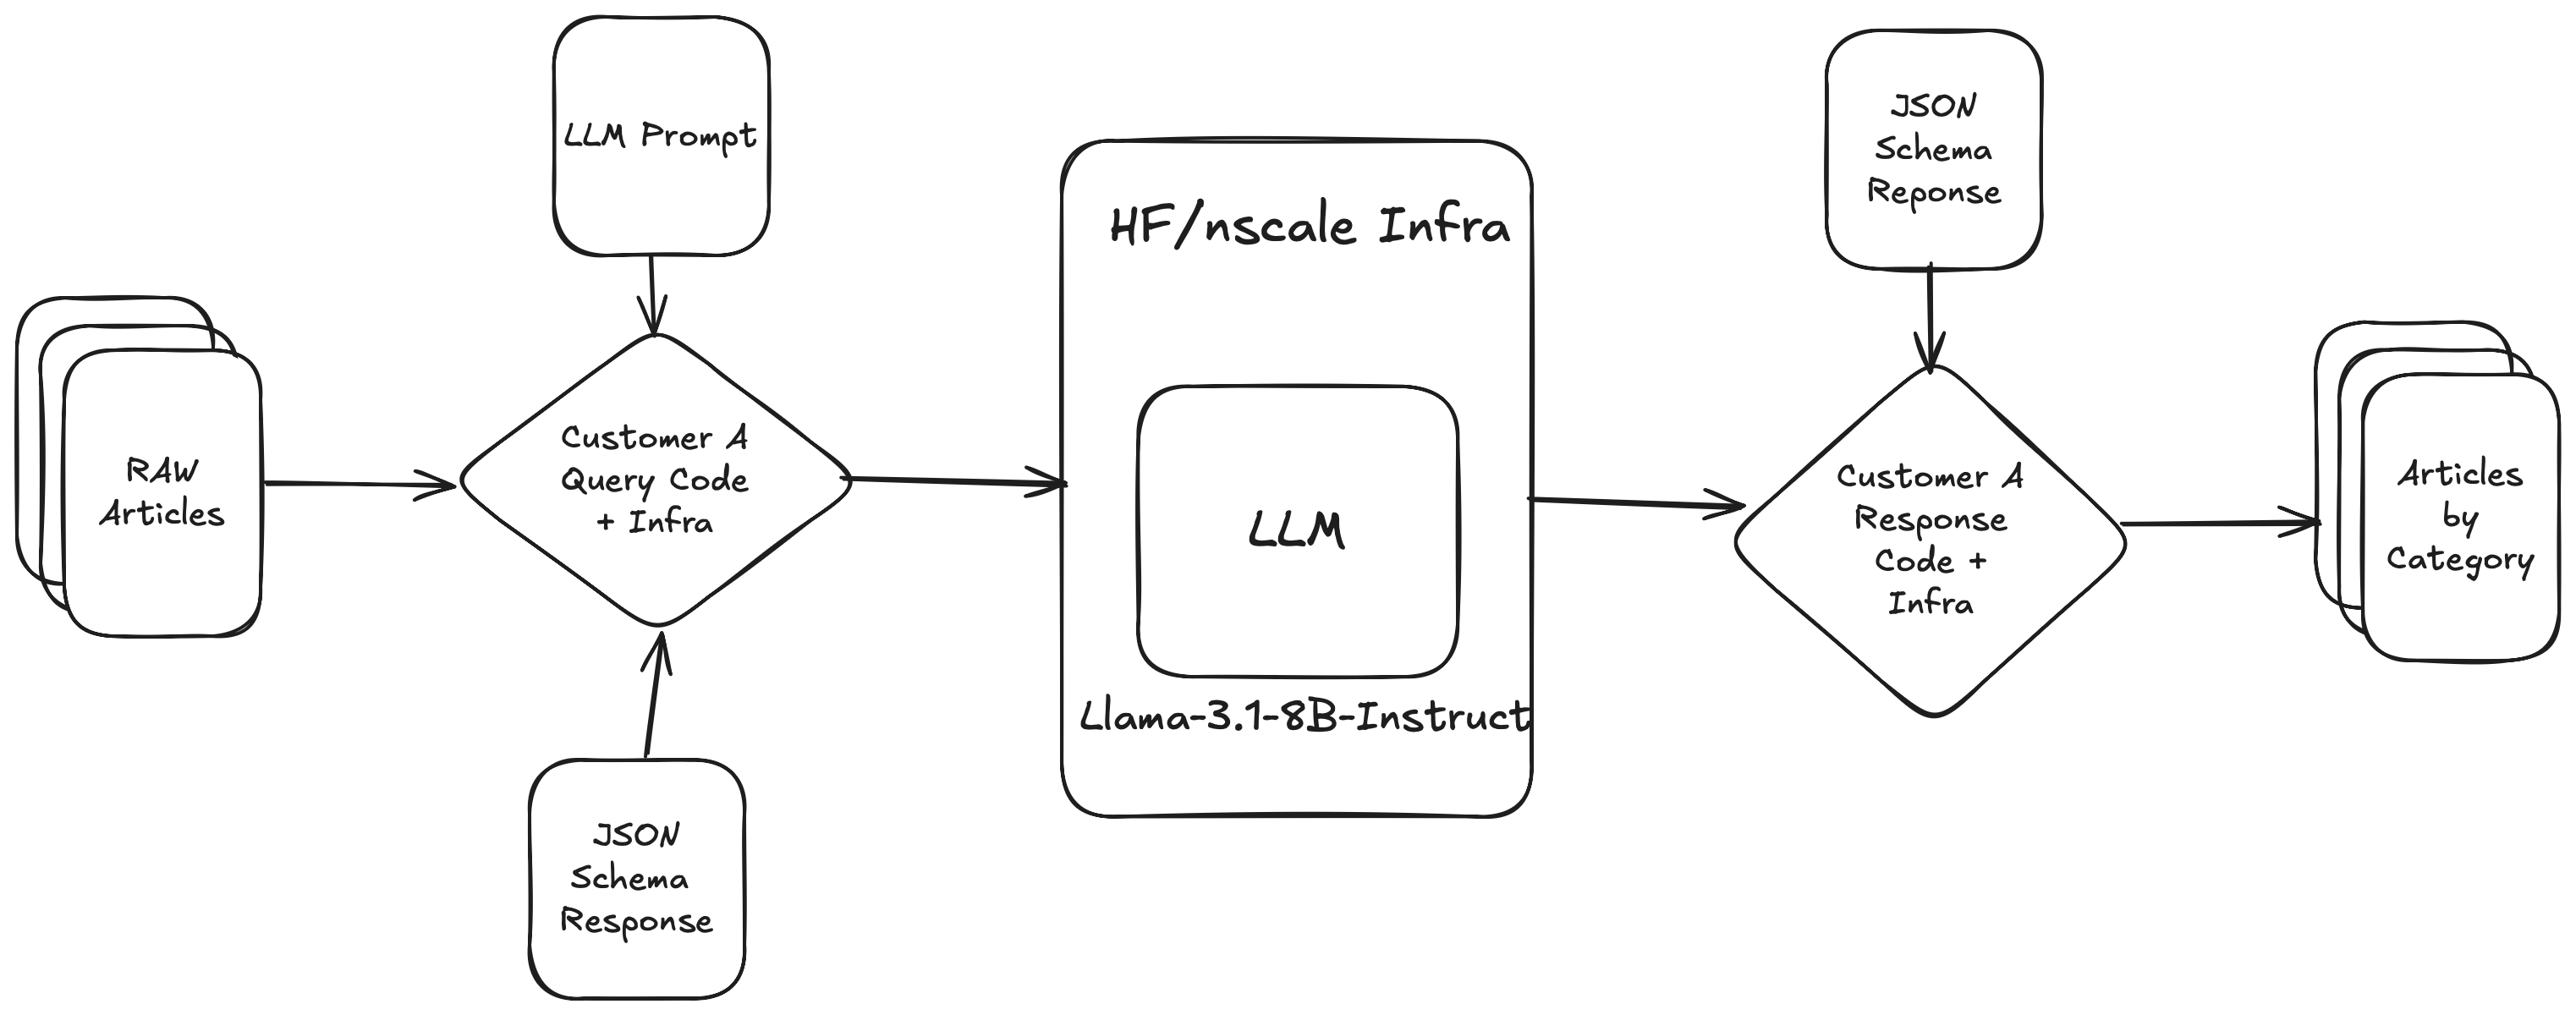 LLM Prompt
RAW
Articles
Customer A
Query Code
+ Infra
JSON
Schema
Response
HF/nscale Infra
LLM
Llama-3.1-8B-Instruct
JSON
Schema
Reponse
Customer A
Response
Code +
Infra
Articles
by
Category